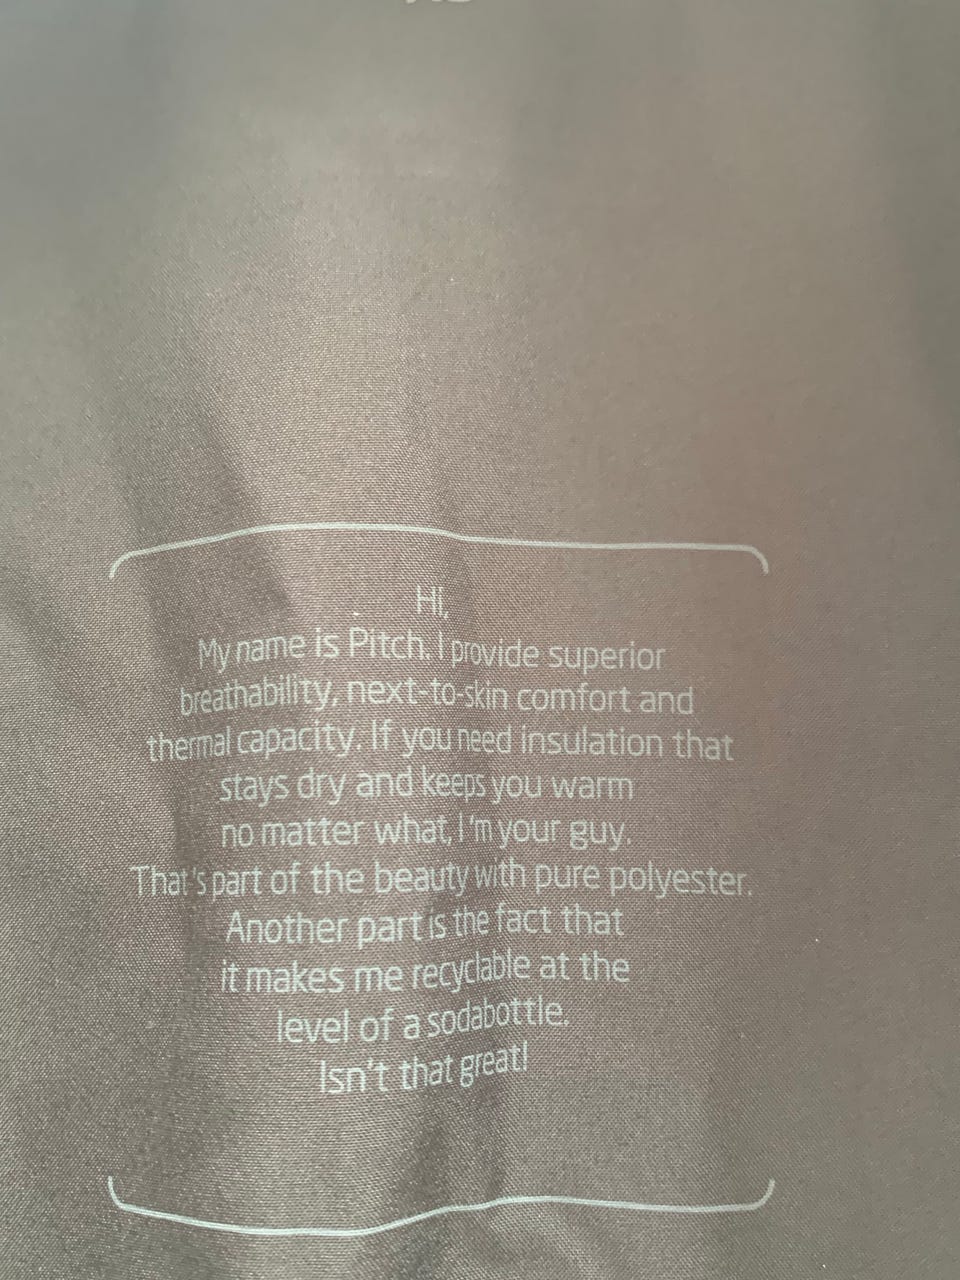 Hi,
My name is Pitch. I provide superior
breathability, next-to-skin comfort and
thermal capacity. If you need insulation that
stays dry and keeps you warm
no matter what, I'm your guy.
That's part of the beauty with pure polyester.
Another part is the fact that
it makes me recyclable at the
level of a sodabottle.
Isn't that great!